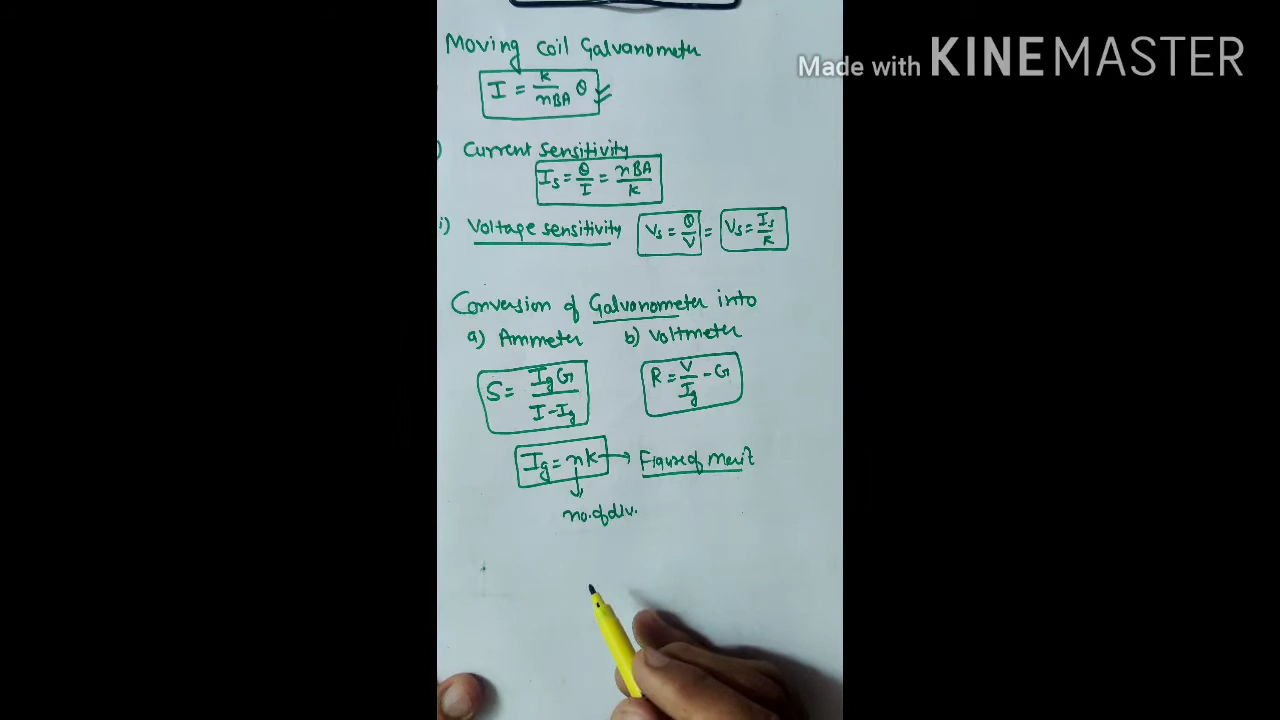 Moving Coil Galvanometer
I = k/nBA θ
) Current Sensitivity
Is = θ/I = nBA/k
i) Voltage sensitivity Vs = θ/V = Vs = Is/R
Conversion of Galvanometer into
a) Ammeter b) Voltmeter
S = IgG/I-Ig R = V/Ig - G
Ig = nk → Figure of merit
no. of div.
Made with KINEMASTER